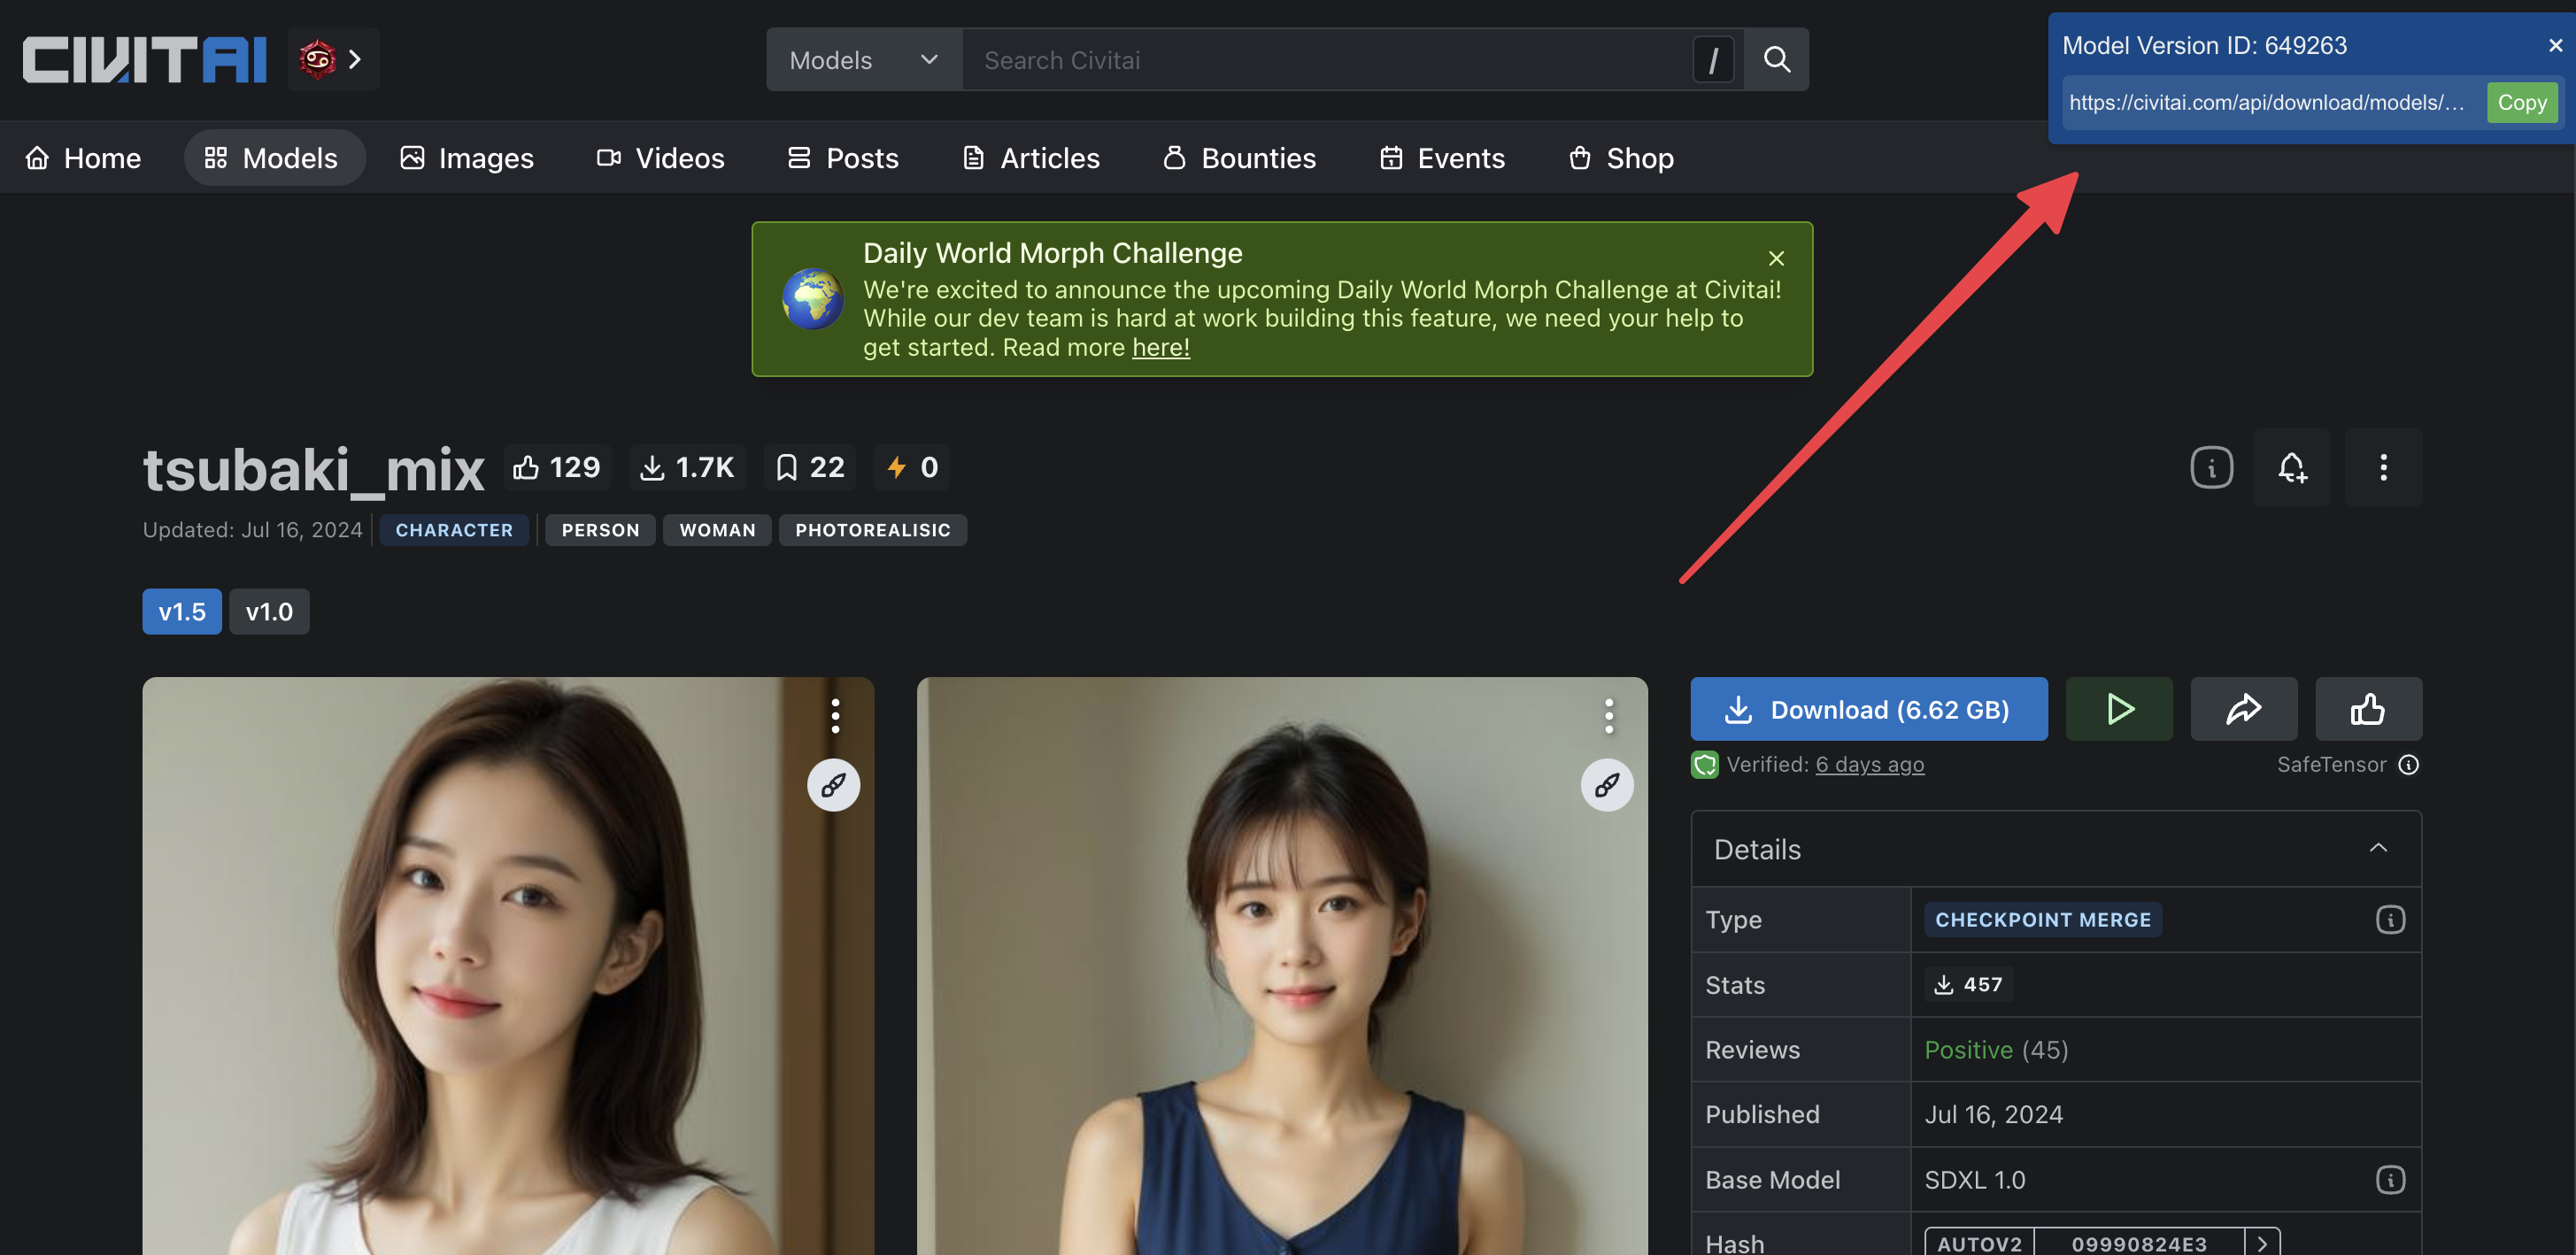 CIVITAI
Models
Search Civitai
/
Model Version ID: 649263
https://civitai.com/api/download/models/...
Copy
Home
Models
Images
Videos
Posts
Articles
Bounties
Events
Shop
Daily World Morph Challenge
We're excited to announce the upcoming Daily World Morph Challenge at Civitai!
While our dev team is hard at work building this feature, we need your help to
get started. Read more here!
tsubaki_mix 129 1.7K 22 0
Updated: Jul 16, 2024 CHARACTER PERSON WOMAN PHOTOREALISIC
v1.5 v1.0
Download (6.62 GB)
Verified: 6 days ago
SafeTensor
Details
Type CHECKPOINT MERGE
Stats 457
Reviews Positive (45)
Published Jul 16, 2024
Base Model SDXL 1.0
Hash AUTOV2 09990824E3